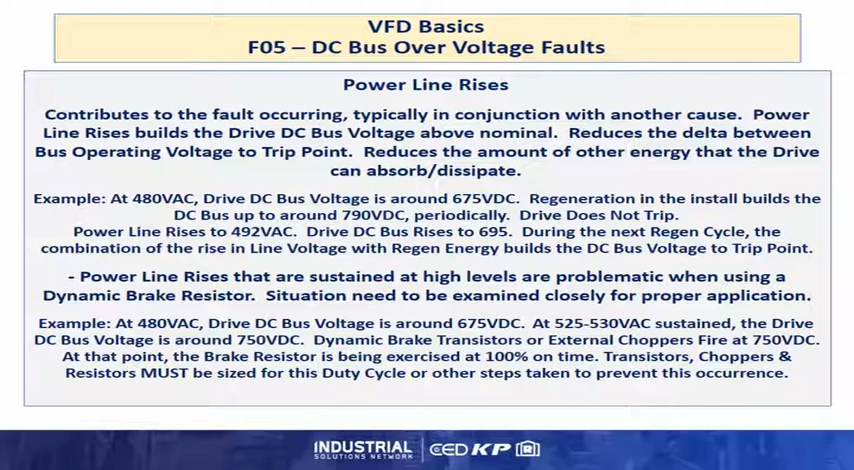 VFD Basics
F05 – DC Bus Over Voltage Faults
Power Line Rises
Contributes to the fault occurring, typically in conjunction with another cause. Power
Line Rises builds the Drive DC Bus Voltage above nominal. Reduces the delta between
Bus Operating Voltage to Trip Point. Reduces the amount of other energy that the Drive
can absorb/dissipate.
Example: At 480VAC, Drive DC Bus Voltage is around 675VDC. Regeneration in the install builds the
DC Bus up to around 790VDC, periodically. Drive Does Not Trip.
Power Line Rises to 492VAC. Drive DC Bus Rises to 695. During the next Regen Cycle, the
combination of the rise in Line Voltage with Regen Energy builds the DC Bus Voltage to Trip Point.
- Power Line Rises that are sustained at high levels are problematic when using a
Dynamic Brake Resistor. Situation need to be examined closely for proper application.
Example: At 480VAC, Drive DC Bus Voltage is around 675VDC. At 525-530VAC sustained, the Drive
DC Bus Voltage is around 750VDC. Dynamic Brake Transistors or External Choppers Fire at 750VDC.
At that point, the Brake Resistor is being exercised at 100% on time. Transistors, Choppers &
Resistors MUST be sized for this Duty Cycle or other steps taken to prevent this occurrence.
INDUSTRIAL
SOLUTIONS NETWORK
CED KP R